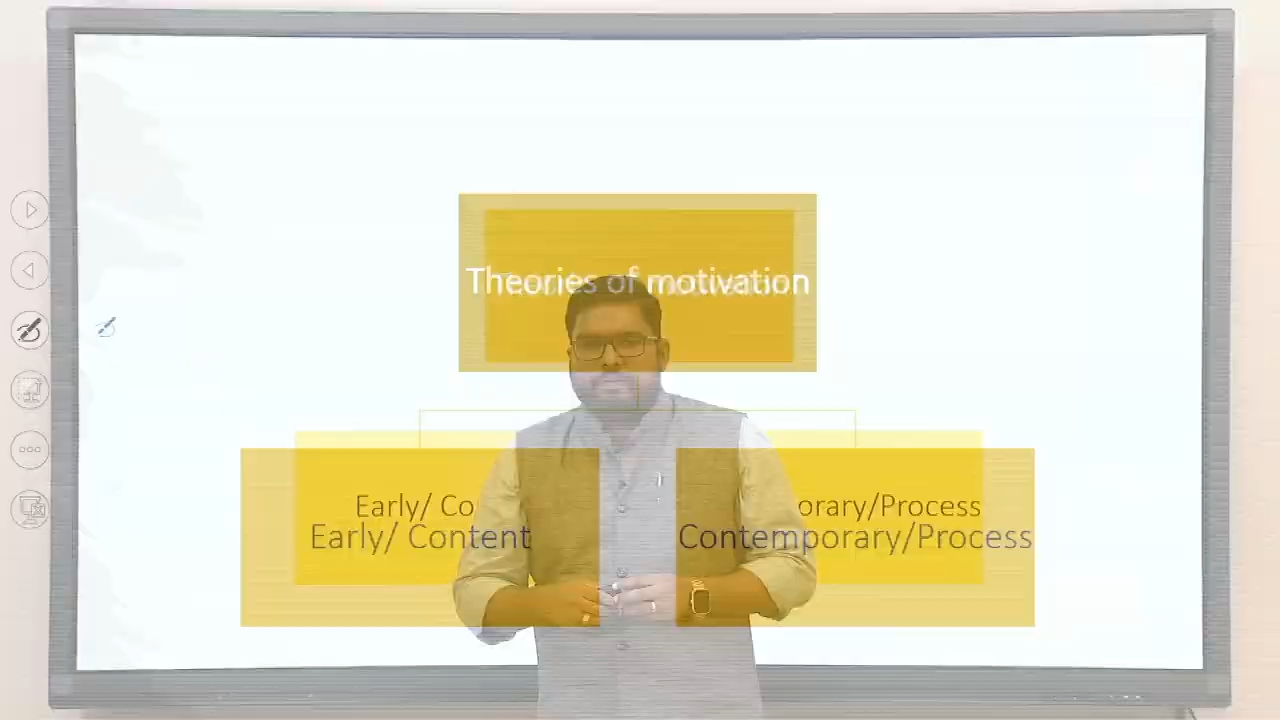 Theories of motivation
Early/ Content
Contemporary/Process
Early/ Co
orary/Process